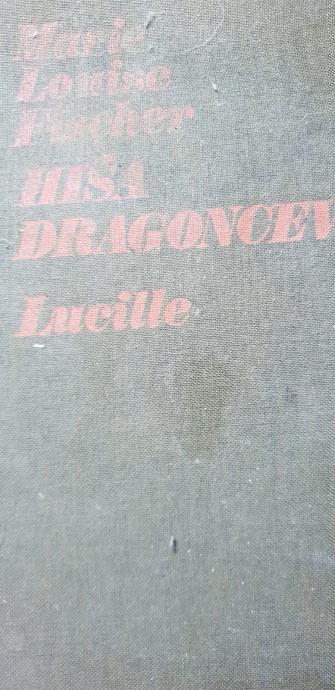 Marie
Louise
Fischer
HIŠA
DRAGONCEV
Lucille